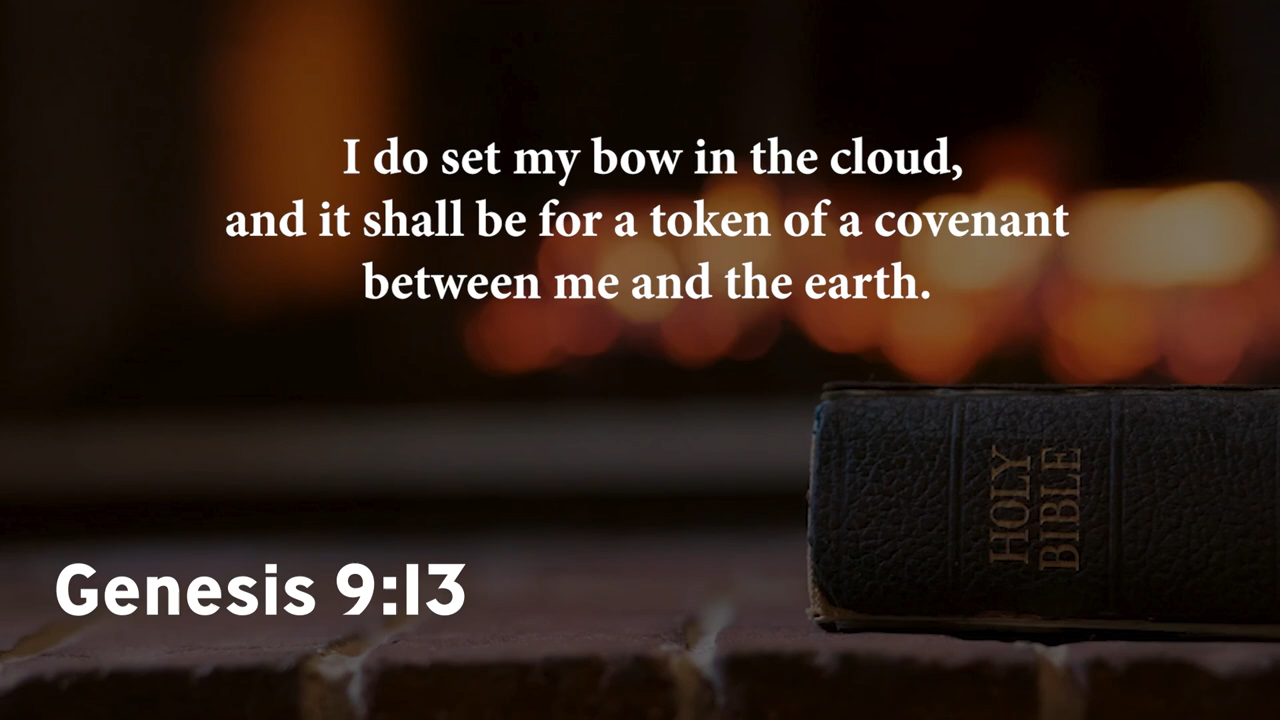 I do set my bow in the cloud,
and it shall be for a token of a covenant
between me and the earth.
HOLY
BIBLE
Genesis 9:13